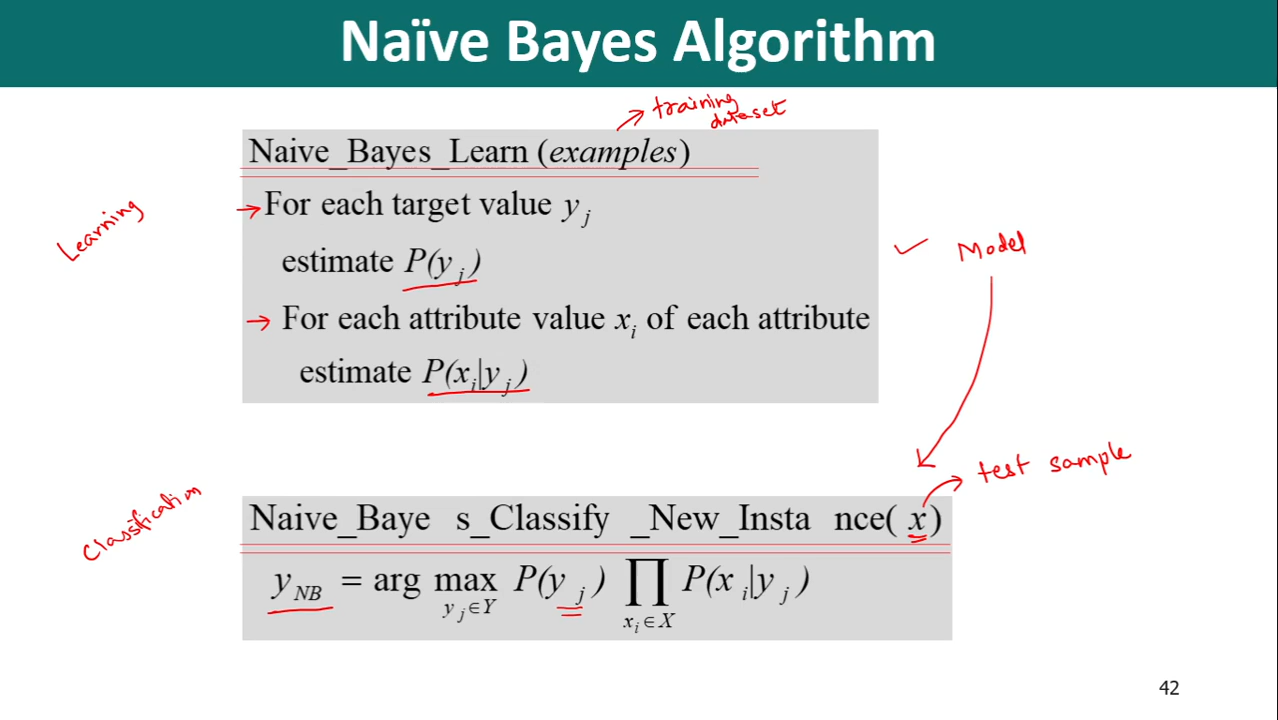 Naïve Bayes Algorithm
training
dataset
Naive_Bayes_Learn (examples)
Learning
For each target value y_j
estimate P(y_j)
Model
For each attribute value x_i of each attribute
estimate P(x_i|y_j)
test sample
Classification
Naive_Baye s_Classify _New_Insta nce( x)
y_NB = arg max P(y_j) ∏ P(x_i|y_j)
y_j∈Y x_i∈X
42